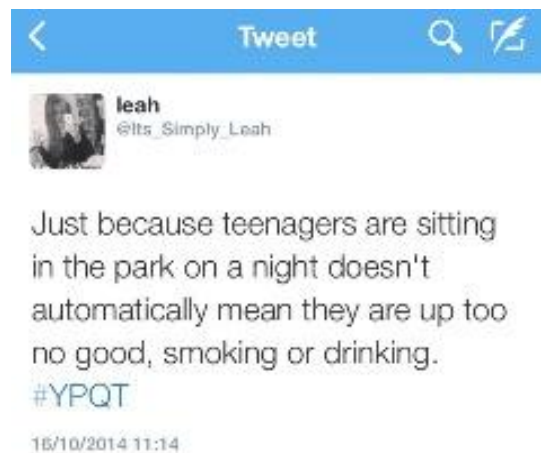 Tweet
leah
@Its_Simply_Leah
Just because teenagers are sitting
in the park on a night doesn't
automatically mean they are up too
no good, smoking or drinking.
#YPQT
16/10/2014 11:14